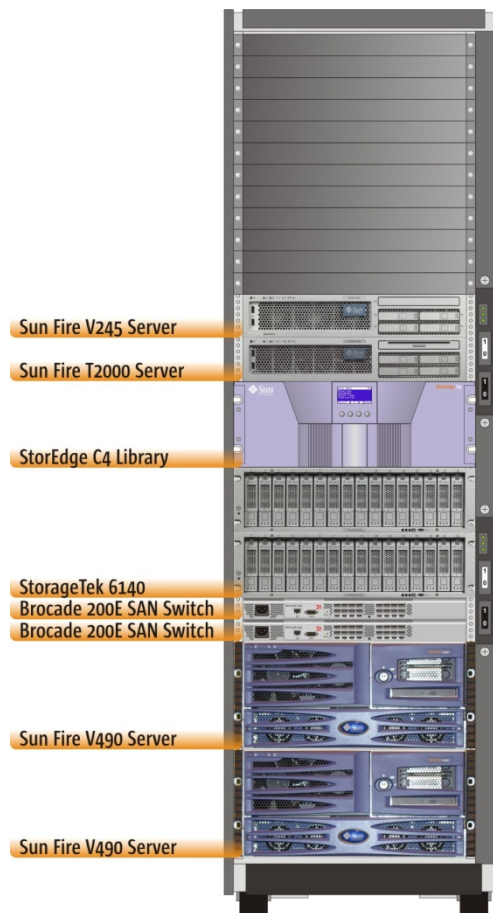 Sun Fire V245 Server
Sun Fire T2000 Server
Sun
StorEdge C4 Library
StorageTek 6140
Brocade 200E SAN Switch
Brocade 200E SAN Switch
Sun Fire V490 Server
Sun Fire V490 Server